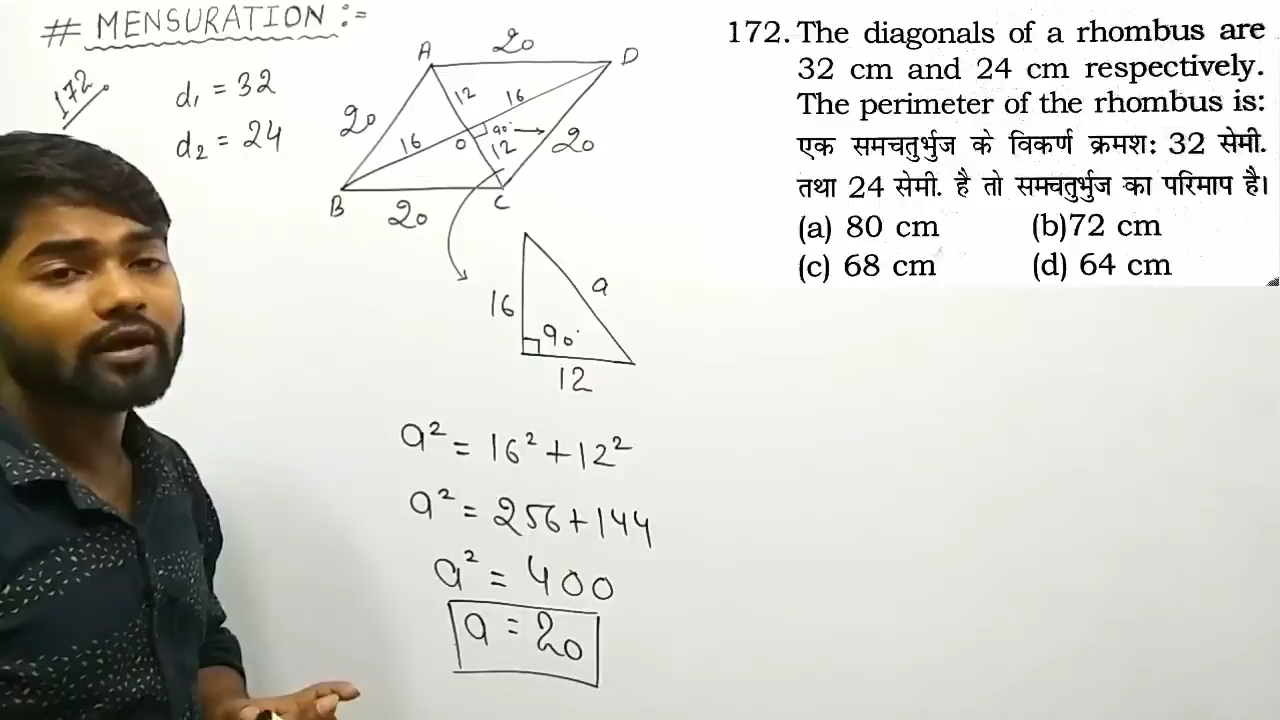 # MENSURATION :=
172.
d₁ = 32
d₂ = 24
A
20
D
20
12
16
16
O
90°
12
20
B
20
C
16
a
90°
12
a² = 16² + 12²
a² = 256 + 144
a² = 400
a = 20
172. The diagonals of a rhombus are
32 cm and 24 cm respectively.
The perimeter of the rhombus is:
एक समचतुर्भुज के विकर्ण क्रमश: 32 सेमी.
तथा 24 सेमी. है तो समचतुर्भुज का परिमाप है।
(a) 80 cm (b)72 cm
(c) 68 cm (d) 64 cm